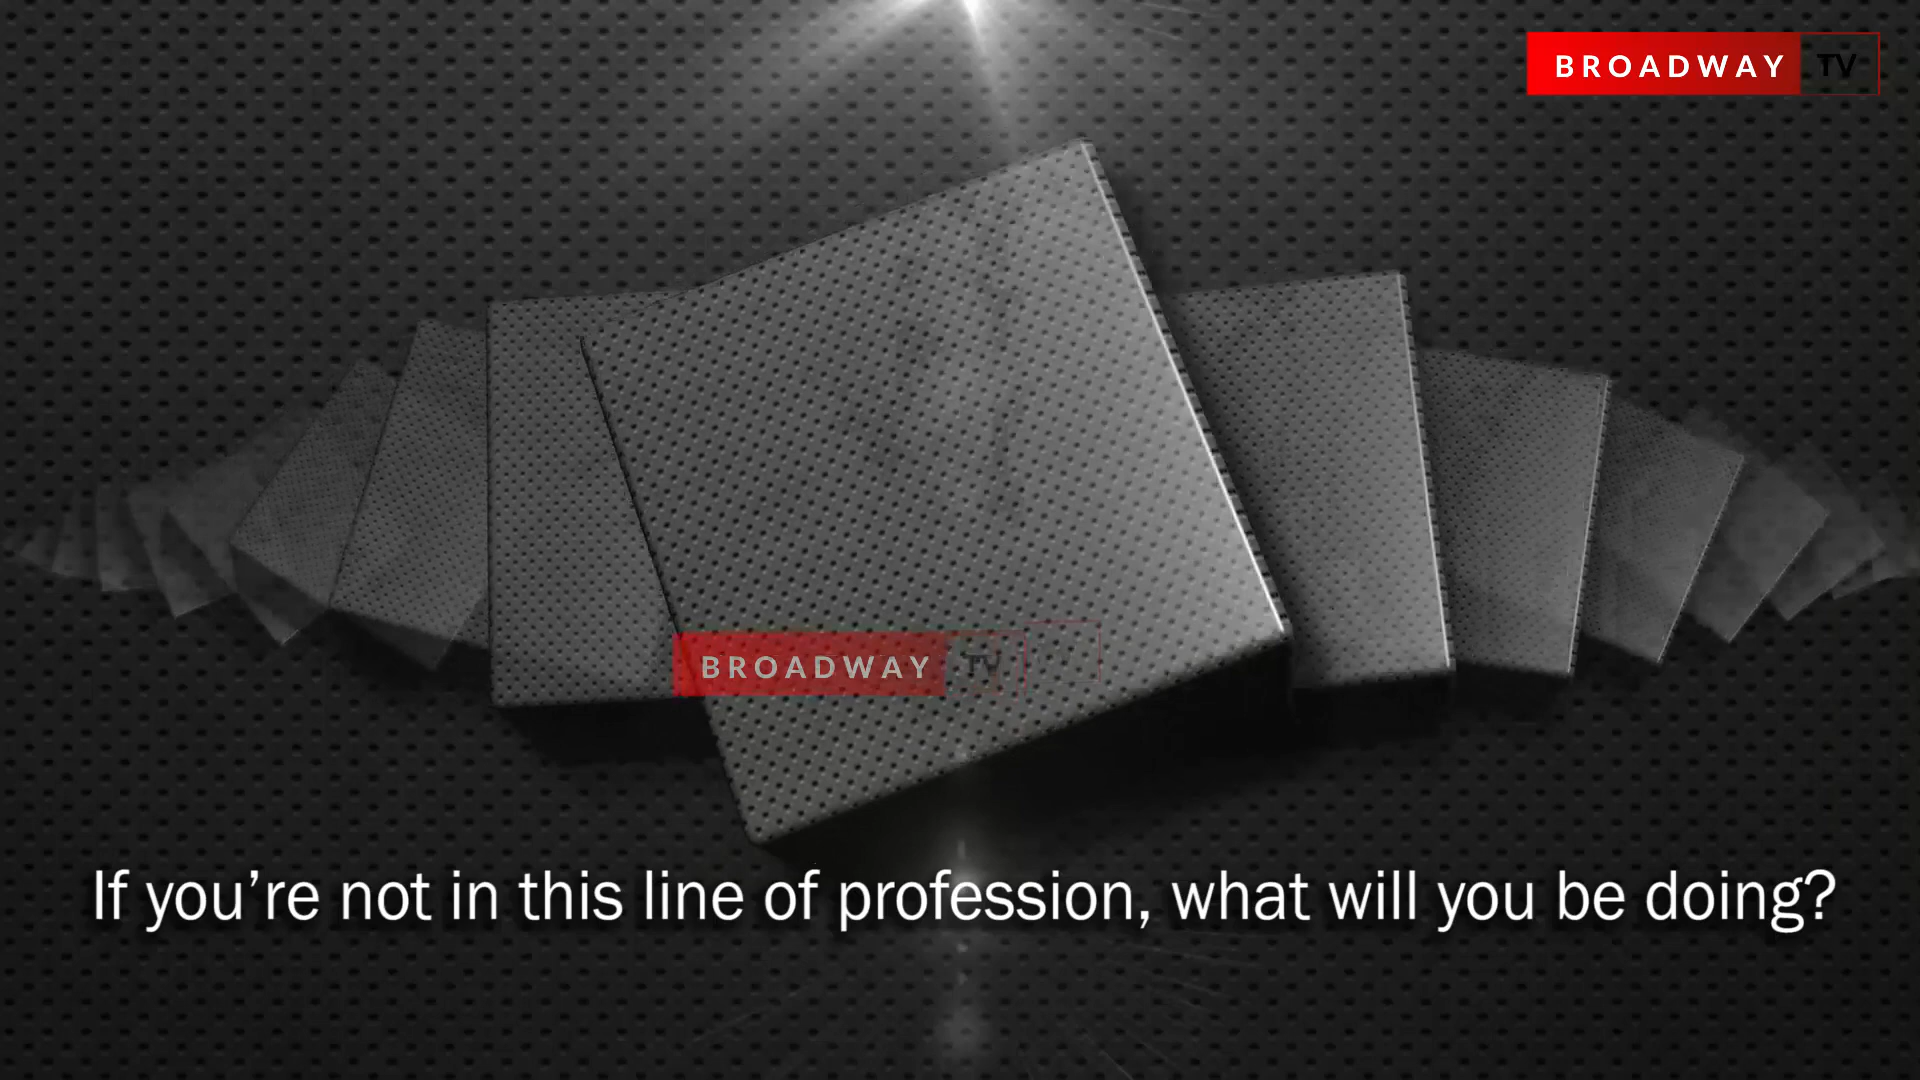 BROADWAY TV
BROADWAY TV
If you’re not in this line of profession, what will you be doing?